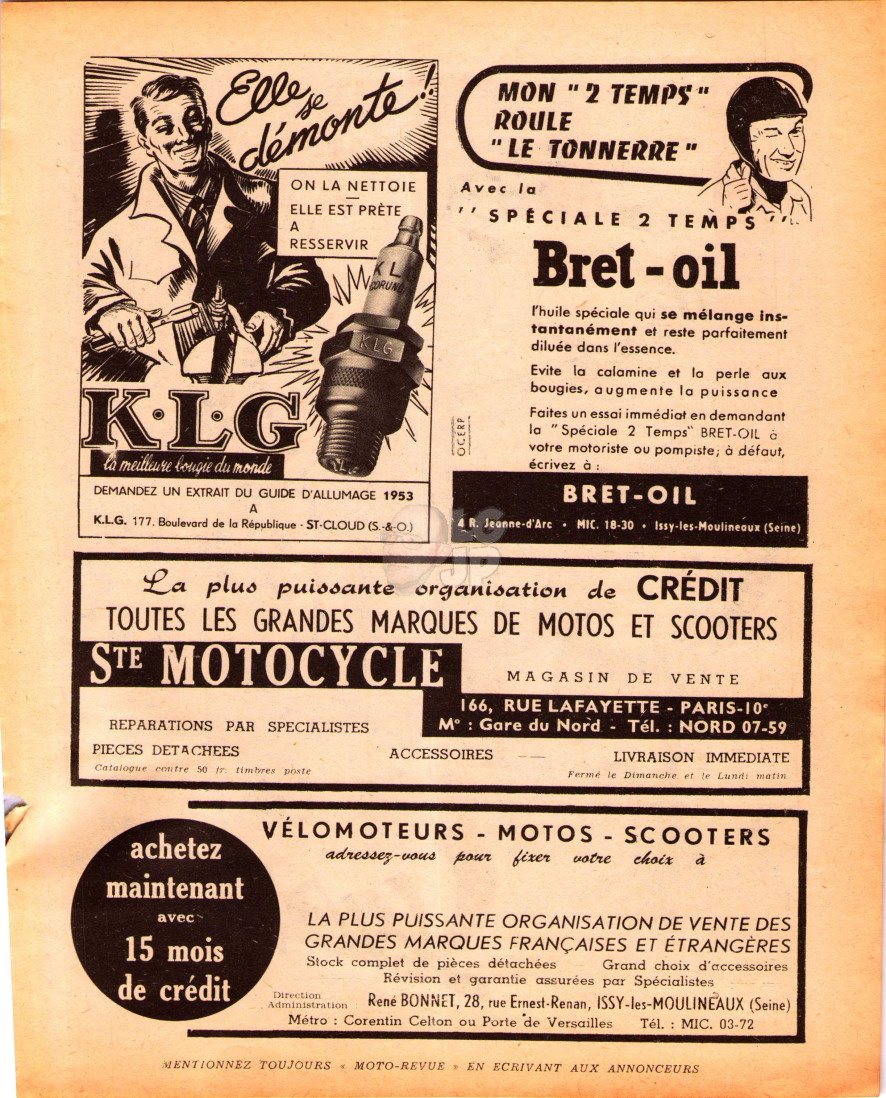 Elle se démonte!
ON LA NETTOIE
ELLE EST PRÈTE
A
RESSERVIR
KLG
CORUNDITE
KLG
K·L·G
la meilleure bougie du monde
DEMANDEZ UN EXTRAIT DU GUIDE D'ALLUMAGE 1953
A
K.L.G. 177. Boulevard de la République - ST-CLOUD (S.-&-O.)
MON "2 TEMPS"
ROULE
"LE TONNERRE"
Avec la
"SPÉCIALE 2 TEMPS"
Bret-oil
l'huile spéciale qui se mélange ins-
tantanément et reste parfaitement
diluée dans l'essence.
Evite la calamine et la perle aux
bougies, augmente la puissance
Faites un essai immédiat en demandant
la "Spéciale 2 Temps" BRET-OIL à
votre motoriste ou pompiste; à défaut,
écrivez à :
OC.ERP
BRET-OIL
4 R. Jeanne-d'Arc • MIC. 18-30 • Issy-les-Moulineaux (Seine)
La plus puissante organisation de CRÉDIT
TOUTES LES GRANDES MARQUES DE MOTOS ET SCOOTERS
STE MOTOCYCLE
MAGASIN DE VENTE
166, RUE LAFAYETTE - PARIS-10e
Mo : Gare du Nord - Tél. : NORD 07-59
REPARATIONS PAR SPECIALISTES
PIECES DETACHEES ACCESSOIRES — LIVRAISON IMMEDIATE
Catalogue contre 50 fr. timbres poste Fermé le Dimanche et le Lundi matin
achetez
maintenant
avec
15 mois
de crédit
VÉLOMOTEURS - MOTOS - SCOOTERS
adressez-vous pour fixer votre choix à
LA PLUS PUISSANTE ORGANISATION DE VENTE DES
GRANDES MARQUES FRANÇAISES ET ÉTRANGÈRES
Stock complet de pièces détachées Grand choix d'accessoires
Révision et garantie assurées par Spécialistes
Direction
Administration René BONNET, 28, rue Ernest-Renan, ISSY-les-MOULINEAUX (Seine)
Métro : Corentin Celton ou Porte de Versailles Tél. : MIC. 03-72
MENTIONNEZ TOUJOURS « MOTO-REVUE » EN ECRIVANT AUX ANNONCEURS